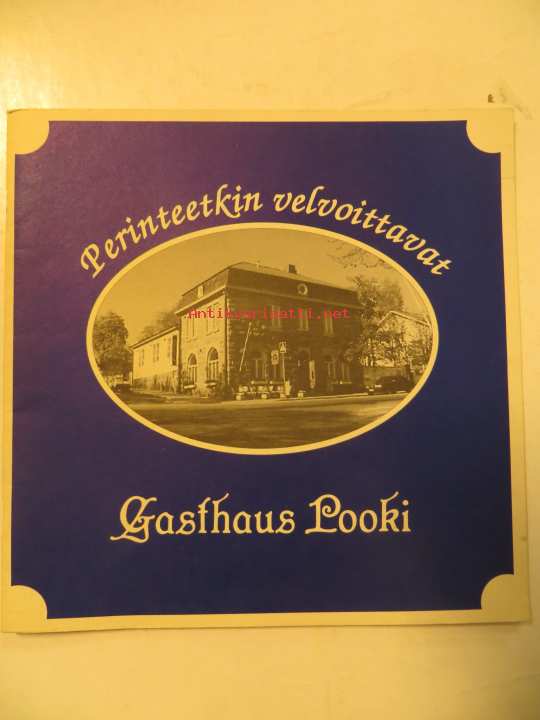 Perinteetkin velvoittavat
Antikvariaatti.net
Gasthaus Pooki